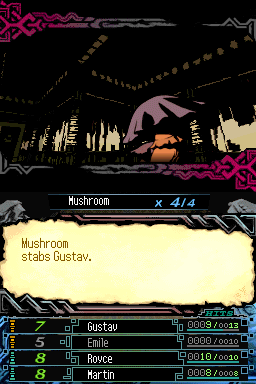 Mushroom x 4/4
Mushroom
stabs Gustav.
HITS
7 Gustav 0009/0013
5 Emile 0000/0010
8 Royce 0010/0010
8 Martin 0008/0008